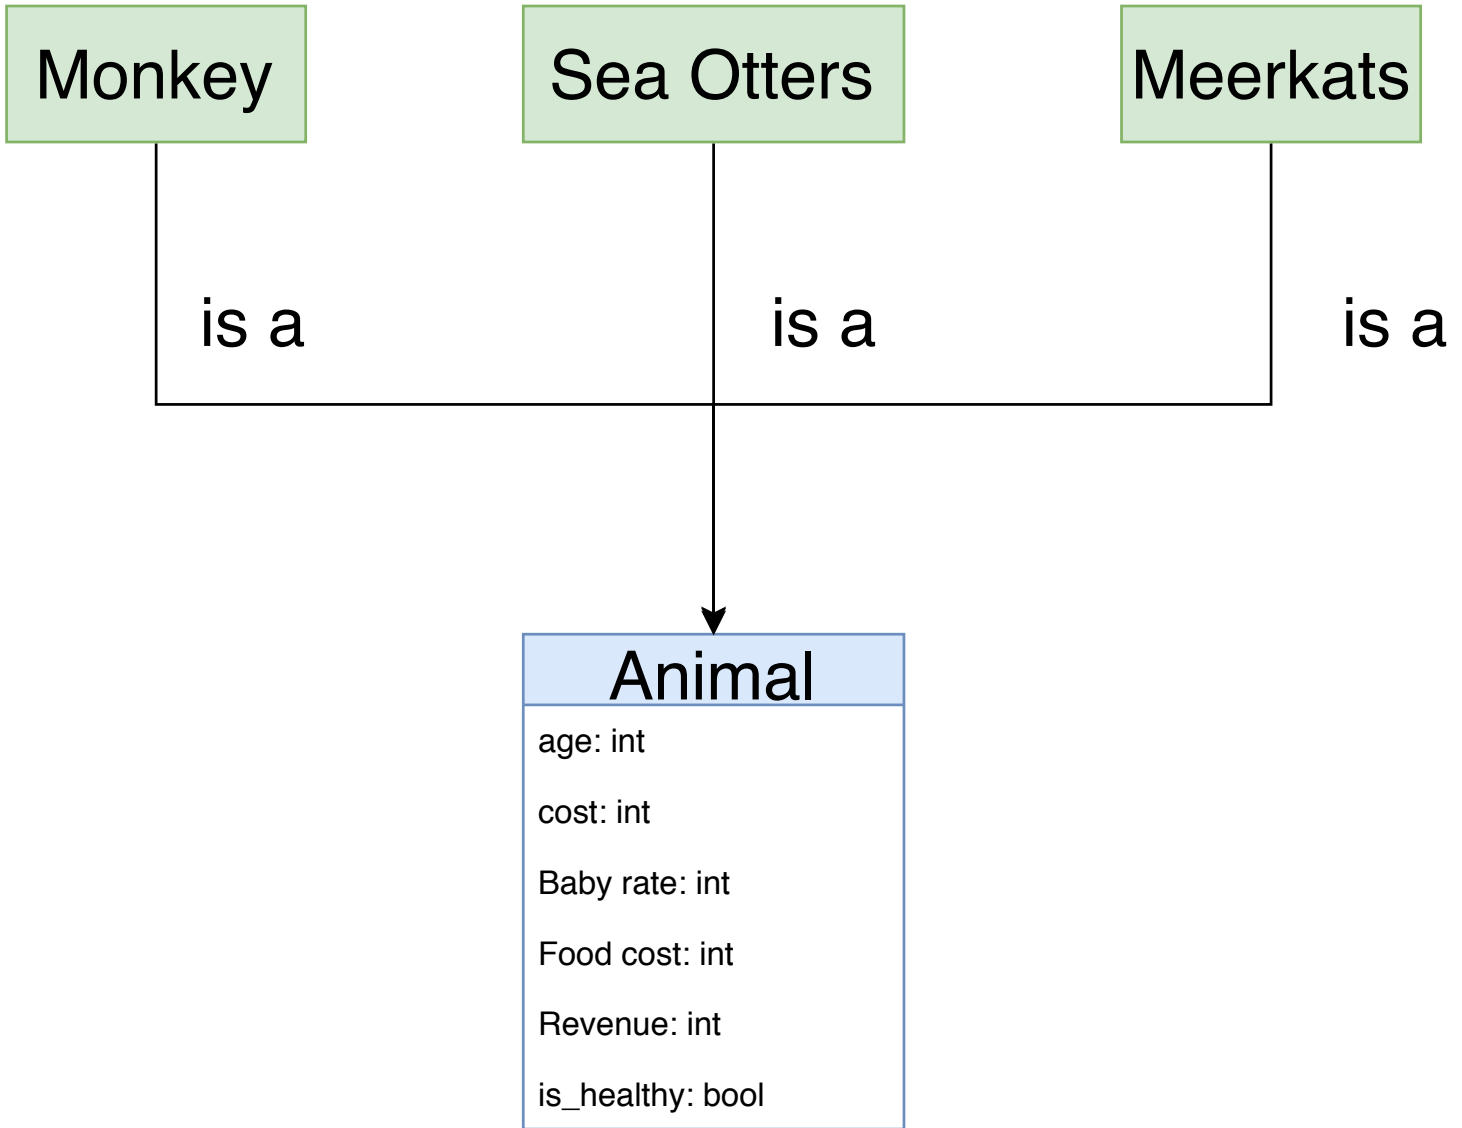 Monkey
Sea Otters
Meerkats
is a
is a
is a
Animal
age: int
cost: int
Baby rate: int
Food cost: int
Revenue: int
is_healthy: bool